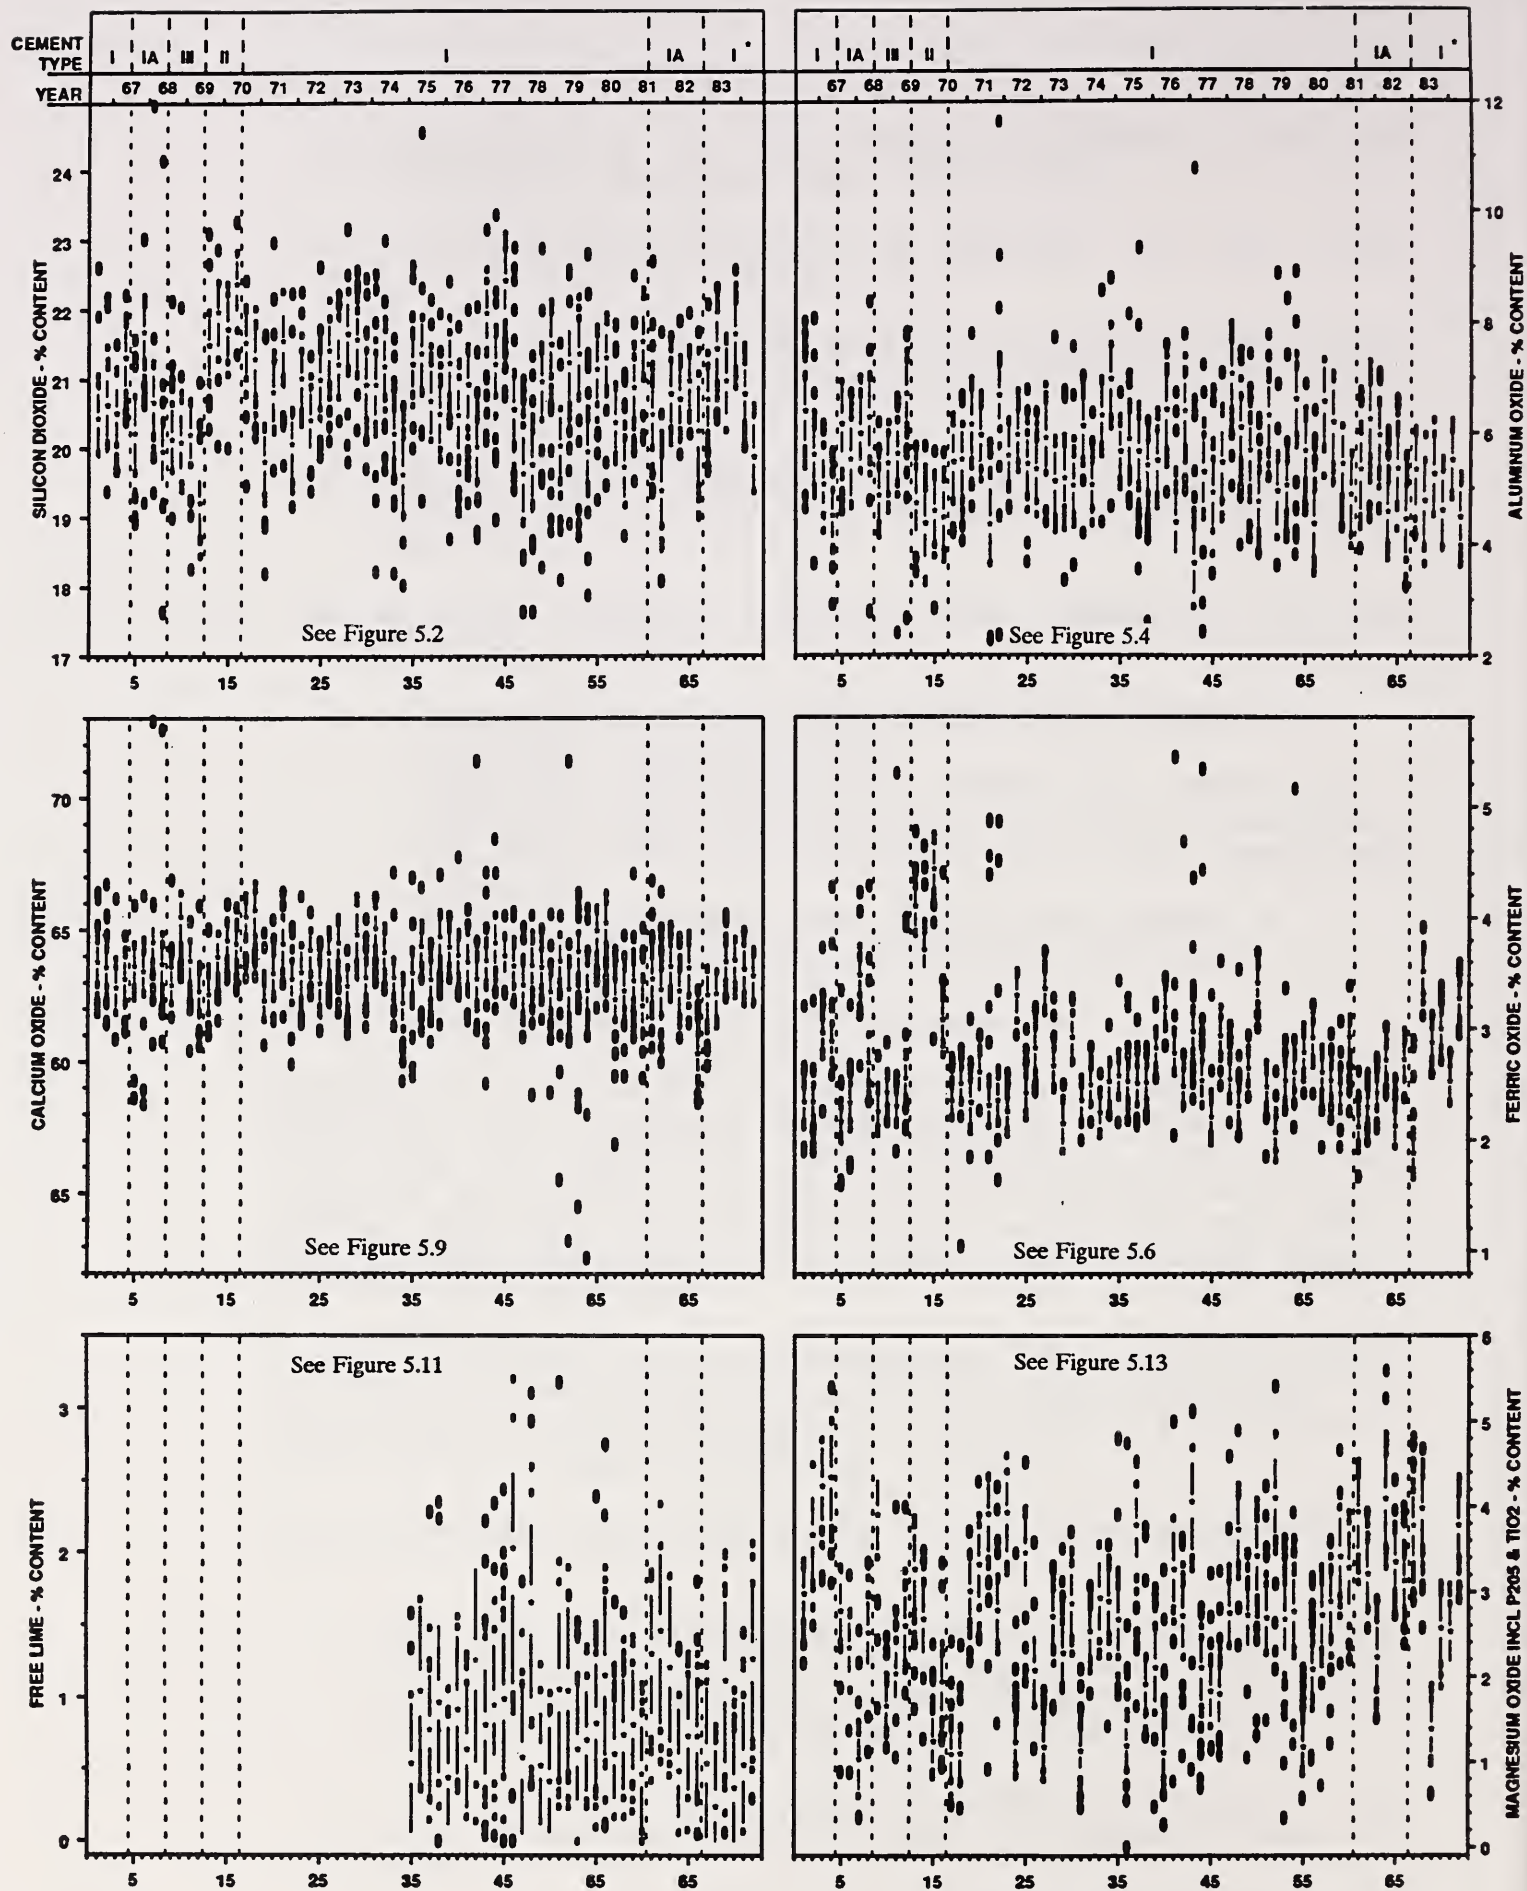 CEMENT TYPE I IA III II I IA I * I IA III II I IA I *
YEAR 67 68 69 70 71 72 73 74 75 76 77 78 79 80 81 82 83 67 68 69 70 71 72 73 74 75 76 77 78 79 80 81 82 83
SILICON DIOXIDE - % CONTENT
24
23
22
21
20
19
18
17
See Figure 5.2
5 15 25 35 45 55 65
12
10
8
6
4
2
ALUMINUM OXIDE - % CONTENT
See Figure 5.4
5 15 25 35 45 55 65
CALCIUM OXIDE - % CONTENT
70
65
60
65
See Figure 5.9
5 15 25 35 45 65 65
5
4
3
2
1
FERRIC OXIDE - % CONTENT
See Figure 5.6
5 15 25 35 45 65 65
FREE LIME - % CONTENT
3
2
1
0
See Figure 5.11
5 15 25 35 45 65 65
6
5
4
3
2
1
0
MAGNESIUM OXIDE INCL P205 & TIO2 - % CONTENT
See Figure 5.13
5 15 25 35 45 55 65